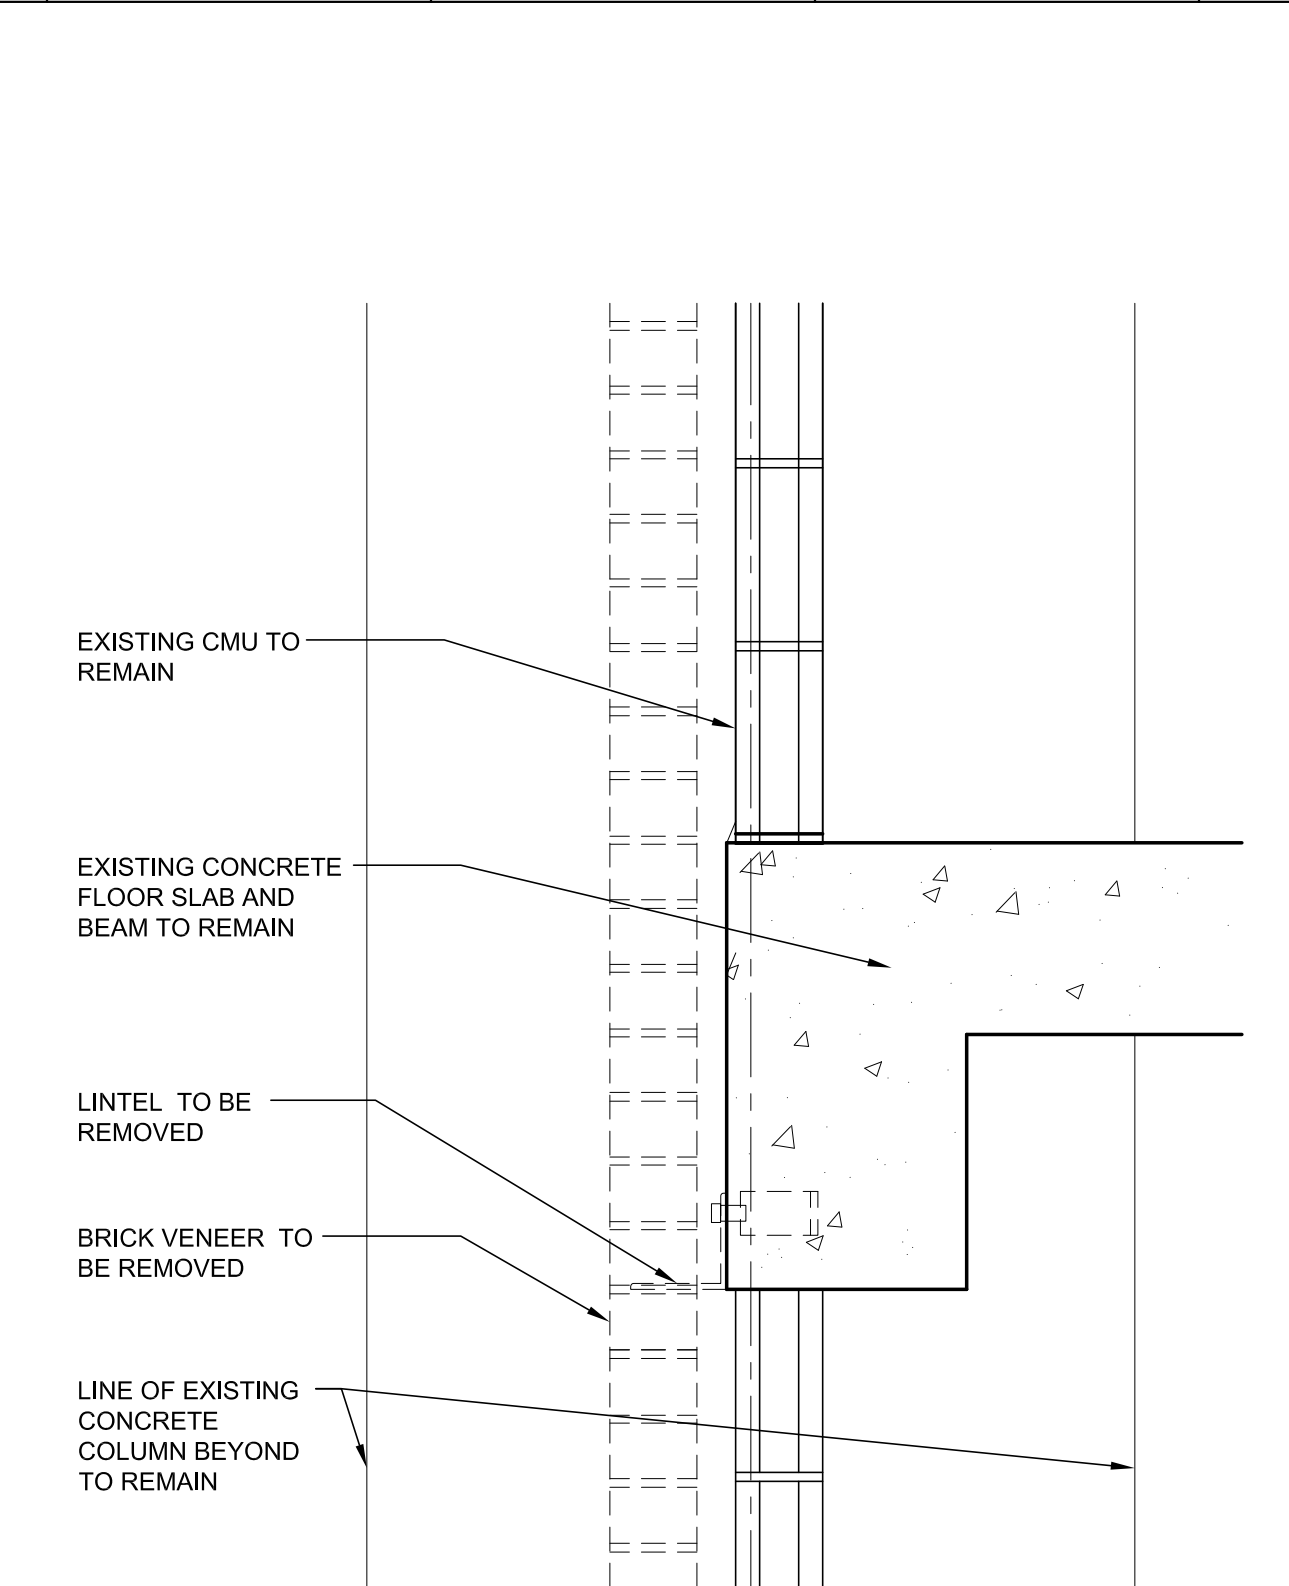 EXISTING CMU TO
REMAIN
EXISTING CONCRETE
FLOOR SLAB AND
BEAM TO REMAIN
LINTEL TO BE
REMOVED
BRICK VENEER TO
BE REMOVED
LINE OF EXISTING
CONCRETE
COLUMN BEYOND
TO REMAIN